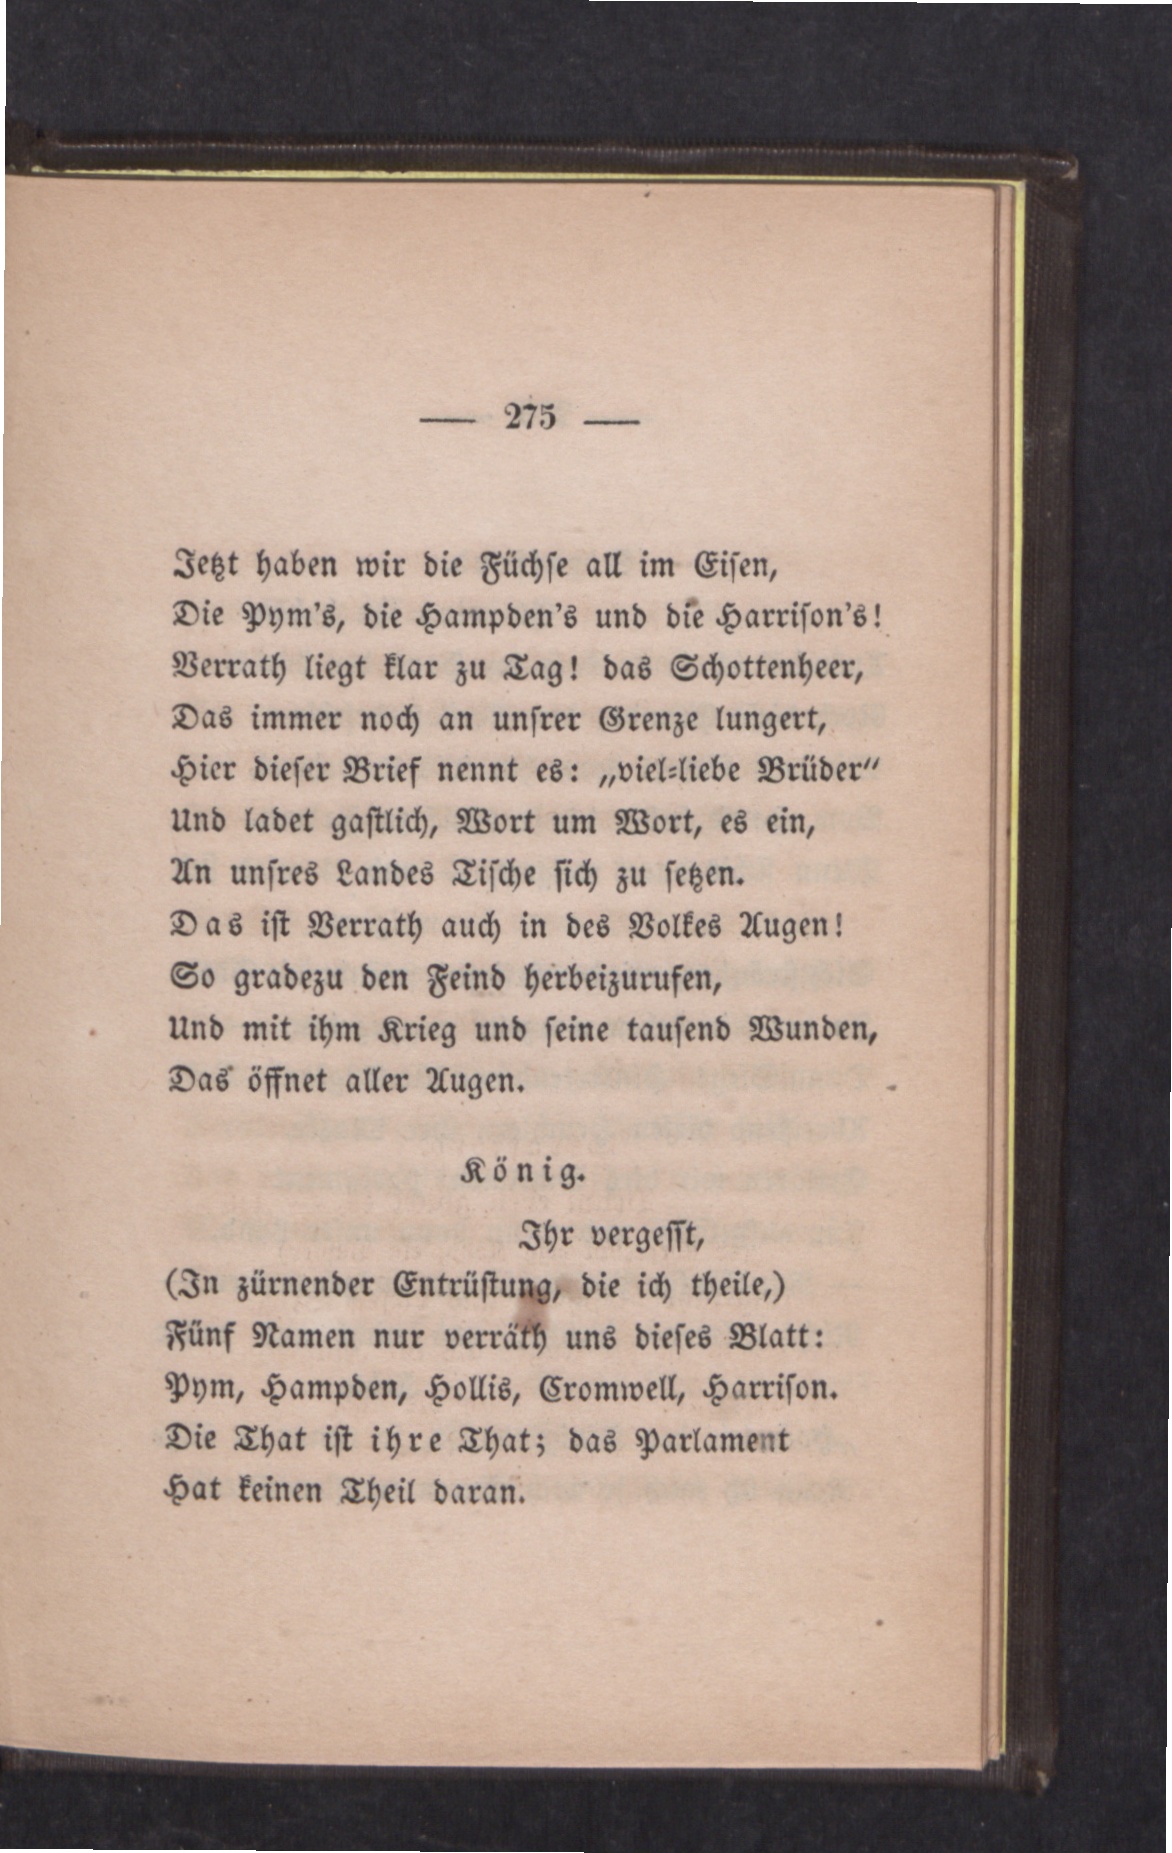 — 275 —
Jetzt haben wir die Füchse all im Eisen,
Die Pym's, die Hampden's und die Harrison's!
Verrath liegt klar zu Tag! das Schottenheer,
Das immer noch an unsrer Grenze lungert,
Hier dieser Brief nennt es: „viel-liebe Brüder“
Und ladet gastlich, Wort um Wort, es ein,
An unsres Landes Tische sich zu setzen.
Das ist Verrath auch in des Volkes Augen!
So gradezu den Feind herbeizurufen,
Und mit ihm Krieg und seine tausend Wunden,
Das öffnet aller Augen.
König.
Ihr vergesst,
(In zürnender Entrüstung, die ich theile,)
Fünf Namen nur verräth uns dieses Blatt:
Pym, Hampden, Hollis, Cromwell, Harrison.
Die That ist ihre That; das Parlament
Hat keinen Theil daran.